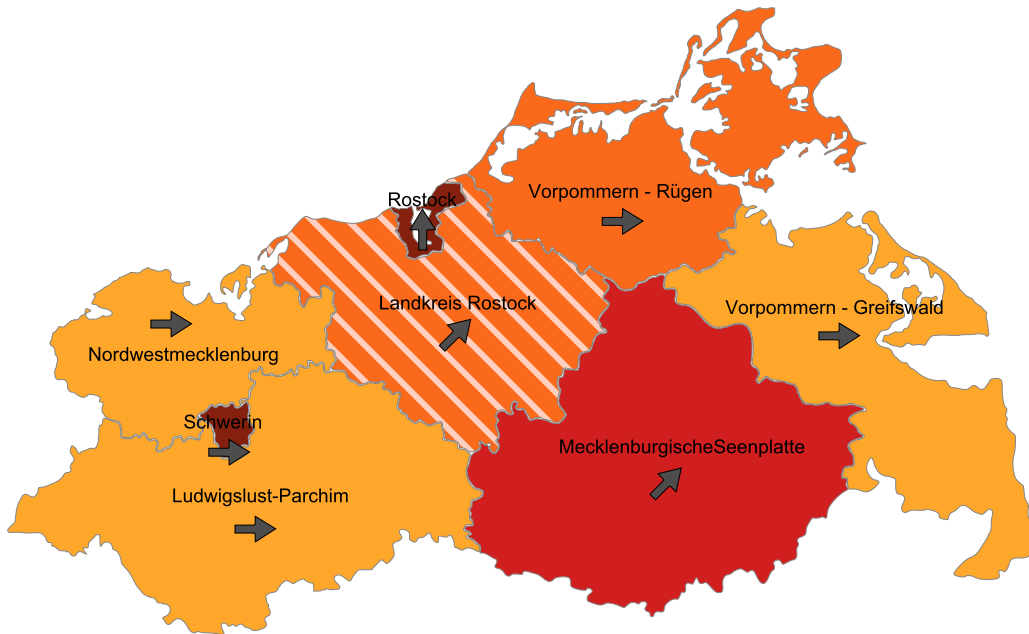 Vorpommern - Rügen
Rostock
Landkreis Rostock
Vorpommern - Greifswald
Nordwestmecklenburg
Schwerin
MecklenburgischeSeenplatte
Ludwigslust-Parchim